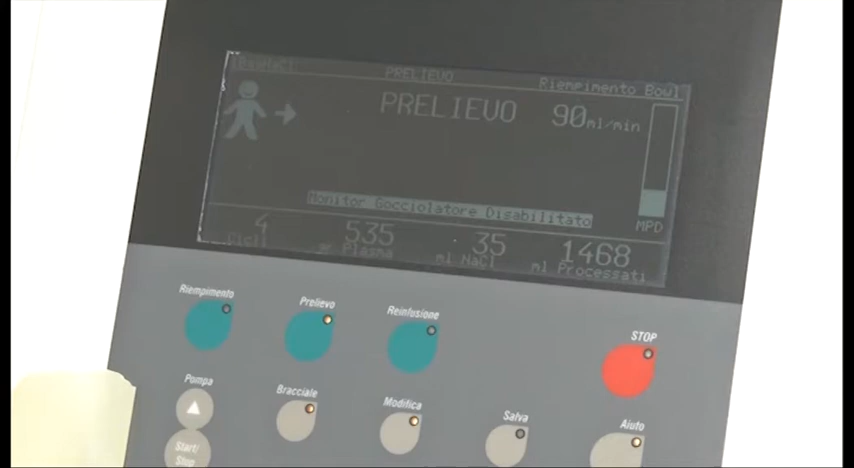 PRELIEVO Riempimento Bowl
PRELIEVO 90ml/min
Monitor Gocciolatore Disabilitato
MPD
4 535 35 1468
Cicli Plasma ml NaCl ml Processati
Riempimento Prelievo Reinfusione STOP
Pompa Bracciale Modifica Salva Aiuto
Start/
Stop